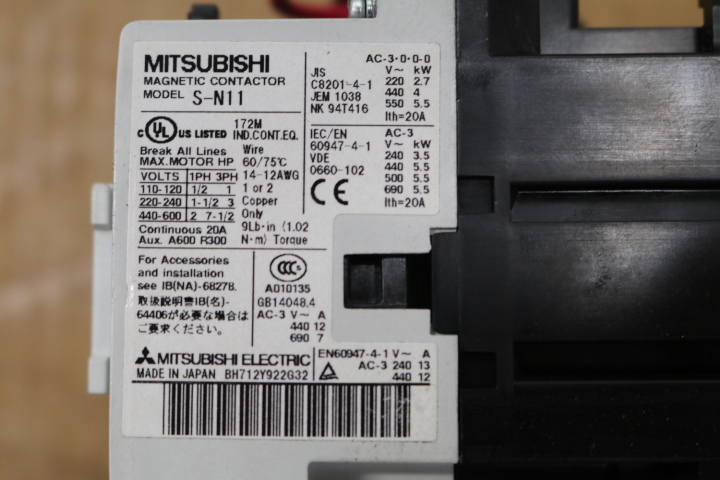 MITSUBISHI
MAGNETIC CONTACTOR
MODEL S-N11
JIS
C8201-4-1
JEM 1038
NK 94T416
AC-3·0·0-0
V~ kW
220 2.7
440 4
550 5.5
Ith=20A
C UL US LISTED 172M
IND.CONT.EQ.
Break All Lines
MAX.MOTOR HP
VOLTS 1PH 3PH
110-120 1/2 1
220-240 1-1/2 3
440-600 2 7-1/2
Continuous 20A
Aux. A600 R300
Wire
60/75℃
14-12AWG
1 or 2
Copper
Only
9Lb·in (1.02
N·m) Torque
IEC/EN
60947-4-1
VDE
0660-102
CE
AC-3
V~ kW
240 3.5
440 5.5
500 5.5
690 5.5
Ith=20A
For Accessories
and installation
see IB(NA)-68278.
取扱説明書IB(名)-
64406が必要な場合は
ご要求ください。
CCC S
A010135
GB14048.4
AC-3 V~ A
440 12
690 7
MITSUBISHI ELECTRIC
MADE IN JAPAN BH712Y922G32
EN60947-4-1 V~ A
AC-3 240 13
440 12